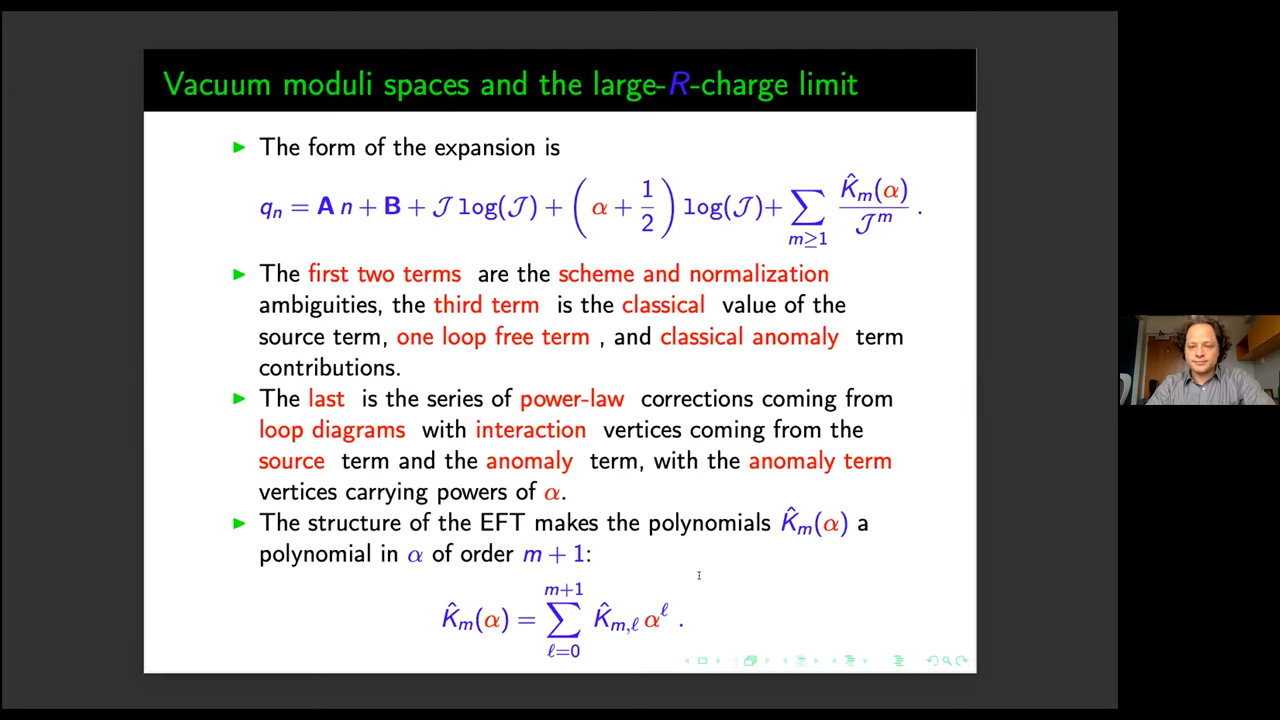 Vacuum moduli spaces and the large-R-charge limit
▶ The form of the expansion is
qₙ = A n + B + 𝒥 log(𝒥) + (α + 1/2) log(𝒥) + ∑_{m≥1} K̂ₘ(α)/𝒥ᵐ .
▶ The first two terms are the scheme and normalization
ambiguities, the third term is the classical value of the
source term, one loop free term , and classical anomaly term
contributions.
▶ The last is the series of power-law corrections coming from
loop diagrams with interaction vertices coming from the
source term and the anomaly term, with the anomaly term
vertices carrying powers of α.
▶ The structure of the EFT makes the polynomials K̂ₘ(α) a
polynomial in α of order m + 1:
K̂ₘ(α) = ∑_{ℓ=0}^{m+1} K̂_{m,ℓ} α^ℓ .